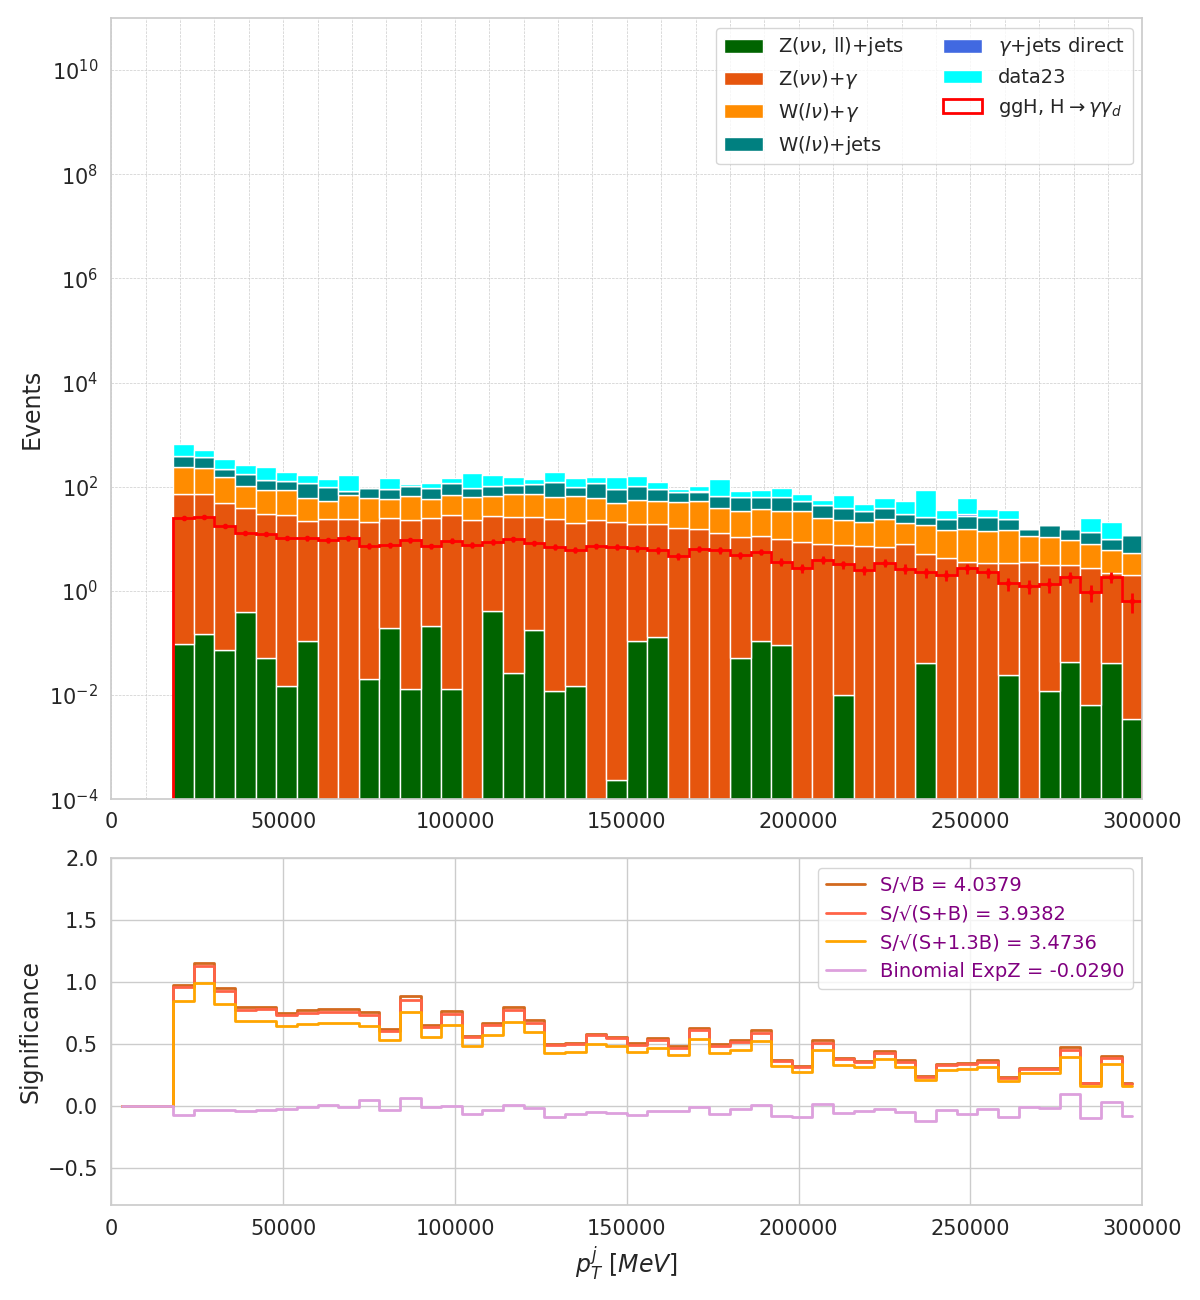 Z(νν, ll)+jets
Z(νν)+γ
W(lν)+γ
W(lν)+jets
γ+jets direct
data23
ggH, H→γγ_d
Events
10^10
10^8
10^6
10^4
10^2
10^0
10^−2
10^−4
0 50000 100000 150000 200000 250000 300000
S/√B = 4.0379
S/√(S+B) = 3.9382
S/√(S+1.3B) = 3.4736
Binomial ExpZ = -0.0290
Significance
2.0
1.5
1.0
0.5
0.0
−0.5
0 50000 100000 150000 200000 250000 300000
p_T^j [MeV]